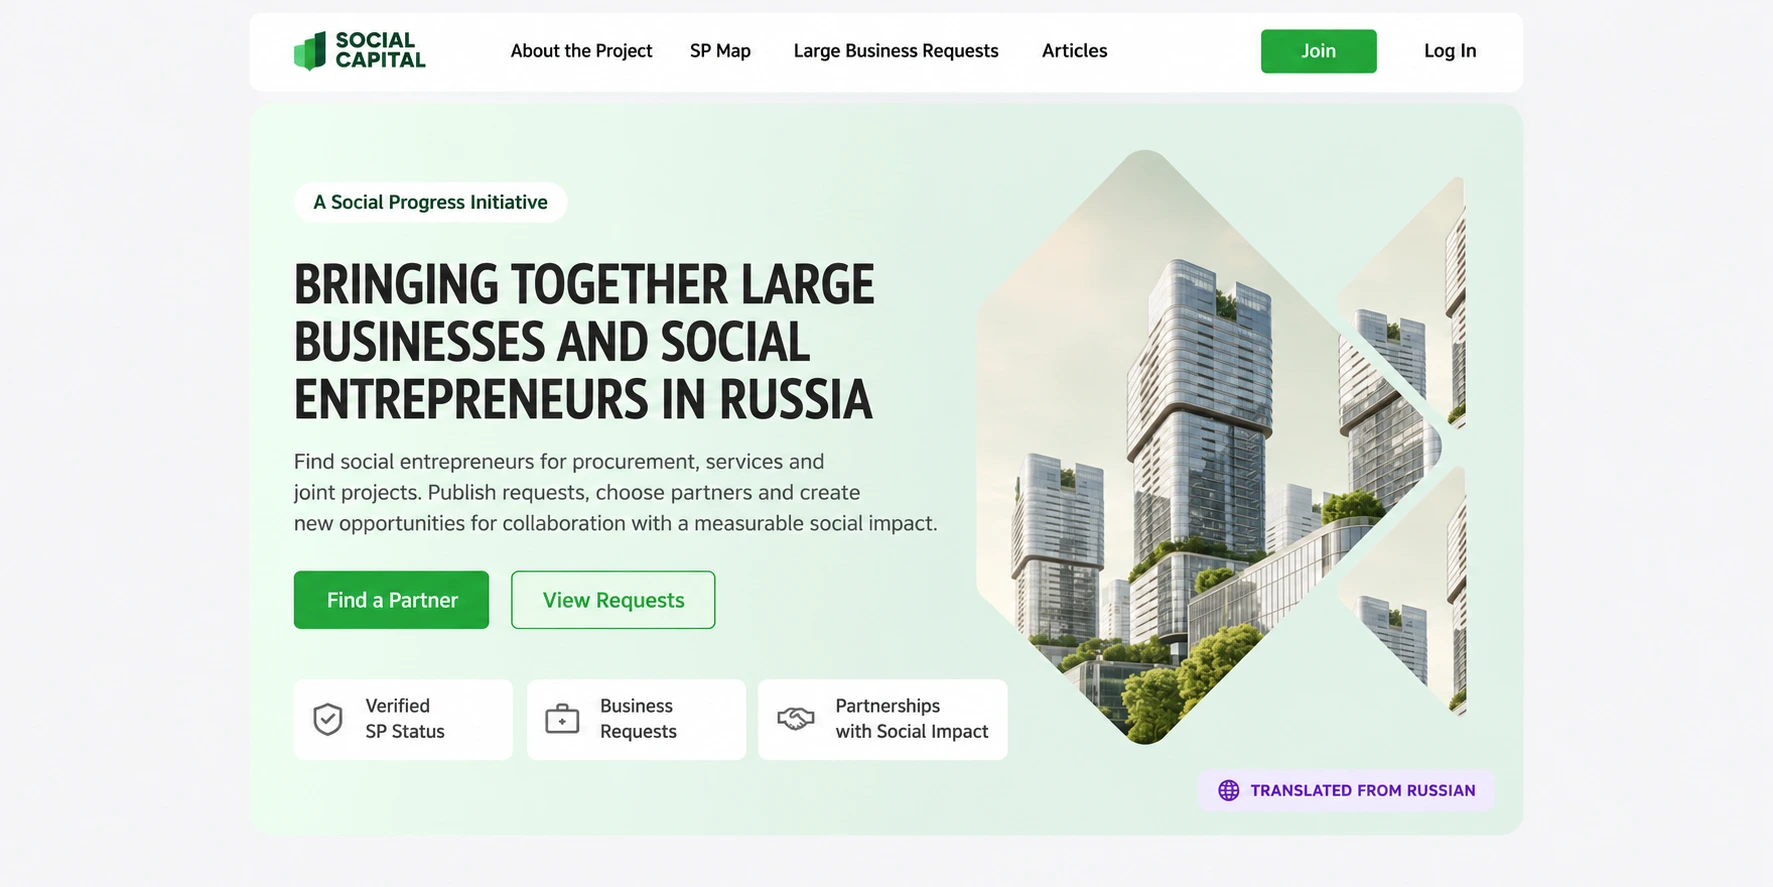 SOCIAL
CAPITAL
About the Project
SP Map
Large Business Requests
Articles
Join
Log In
A Social Progress Initiative
BRINGING TOGETHER LARGE
BUSINESSES AND SOCIAL
ENTREPRENEURS IN RUSSIA
Find social entrepreneurs for procurement, services and
joint projects. Publish requests, choose partners and create
new opportunities for collaboration with a measurable social impact.
Find a Partner
View Requests
Verified
SP Status
Business
Requests
Partnerships
with Social Impact
TRANSLATED FROM RUSSIAN